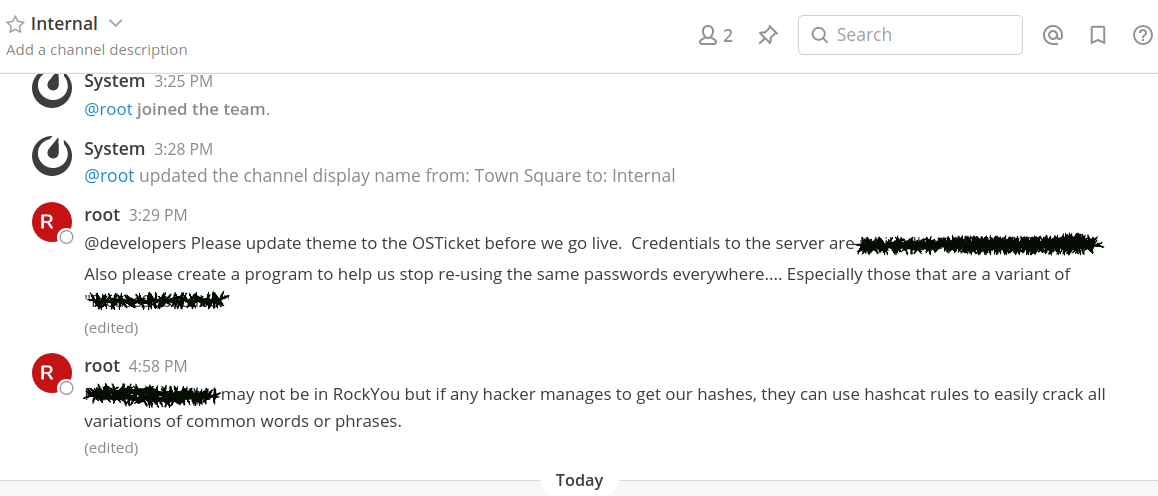 Internal
2
Search
Add a channel description
System 3:25 PM
@root joined the team.
System 3:28 PM
@root updated the channel display name from: Town Square to: Internal
R root 3:29 PM
@developers Please update theme to the OSTicket before we go live. Credentials to the server are
Also please create a program to help us stop re-using the same passwords everywhere.... Especially those that are a variant of
(edited)
R root 4:58 PM
may not be in RockYou but if any hacker manages to get our hashes, they can use hashcat rules to easily crack all
variations of common words or phrases.
(edited)
Today